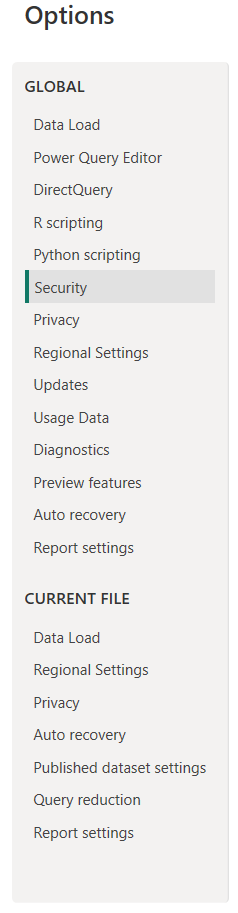 Options
GLOBAL
Data Load
Power Query Editor
DirectQuery
R scripting
Python scripting
Security
Privacy
Regional Settings
Updates
Usage Data
Diagnostics
Preview features
Auto recovery
Report settings
CURRENT FILE
Data Load
Regional Settings
Privacy
Auto recovery
Published dataset settings
Query reduction
Report settings